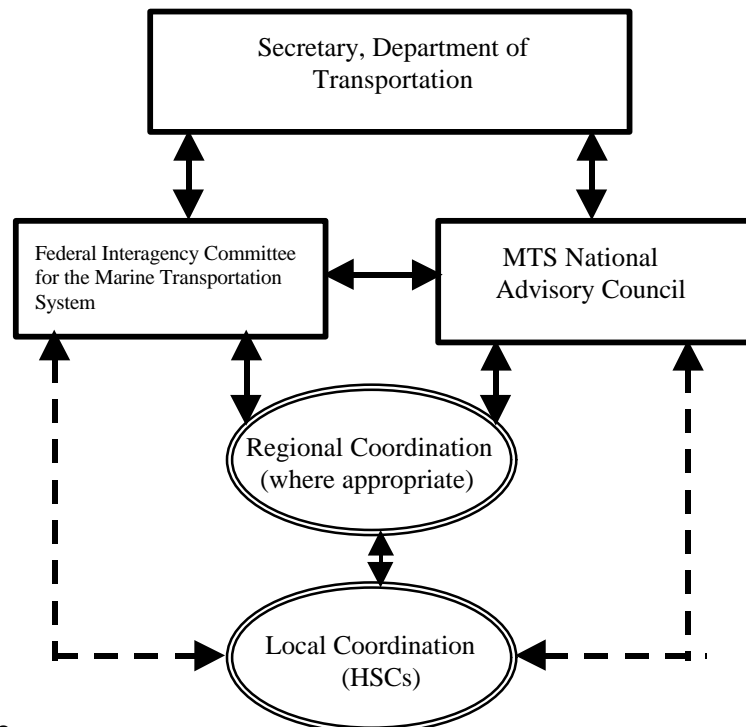 Secretary, Department of
Transportation
Federal Interagency Committee
for the Marine Transportation
System
MTS National
Advisory Council
Regional Coordination
(where appropriate)
Local Coordination
(HSCs)